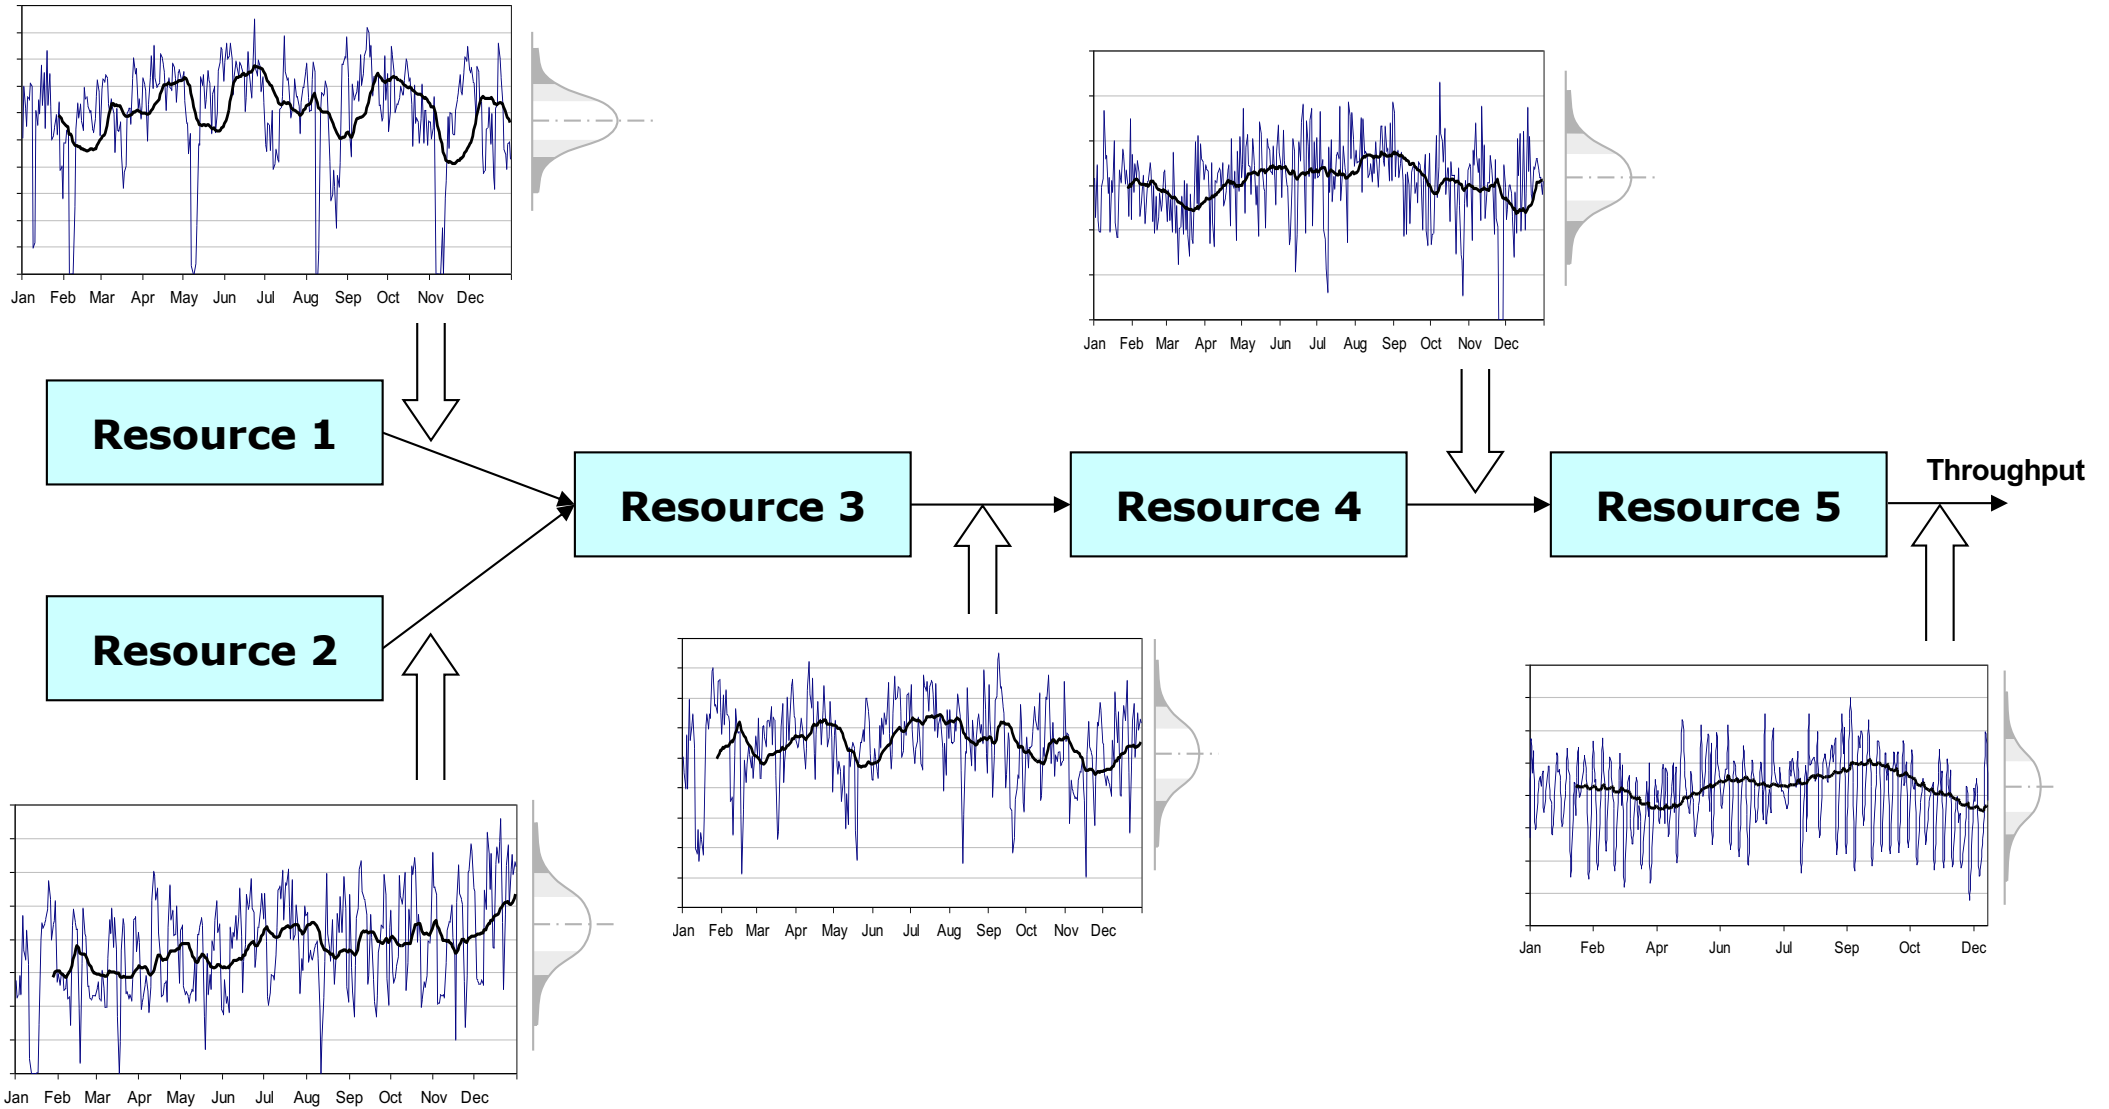 Jan Feb Mar Apr May Jun Jul Aug Sep Oct Nov Dec
Jan Feb Mar Apr May Jun Jul Aug Sep Oct Nov Dec
Resource 1
Resource 3
Resource 4
Resource 5
Throughput
Resource 2
Jan Feb Mar Apr May Jun Jul Aug Sep Oct Nov Dec
Jan Feb Apr Jun Jul Sep Oct Dec
Jan Feb Mar Apr May Jun Jul Aug Sep Oct Nov Dec